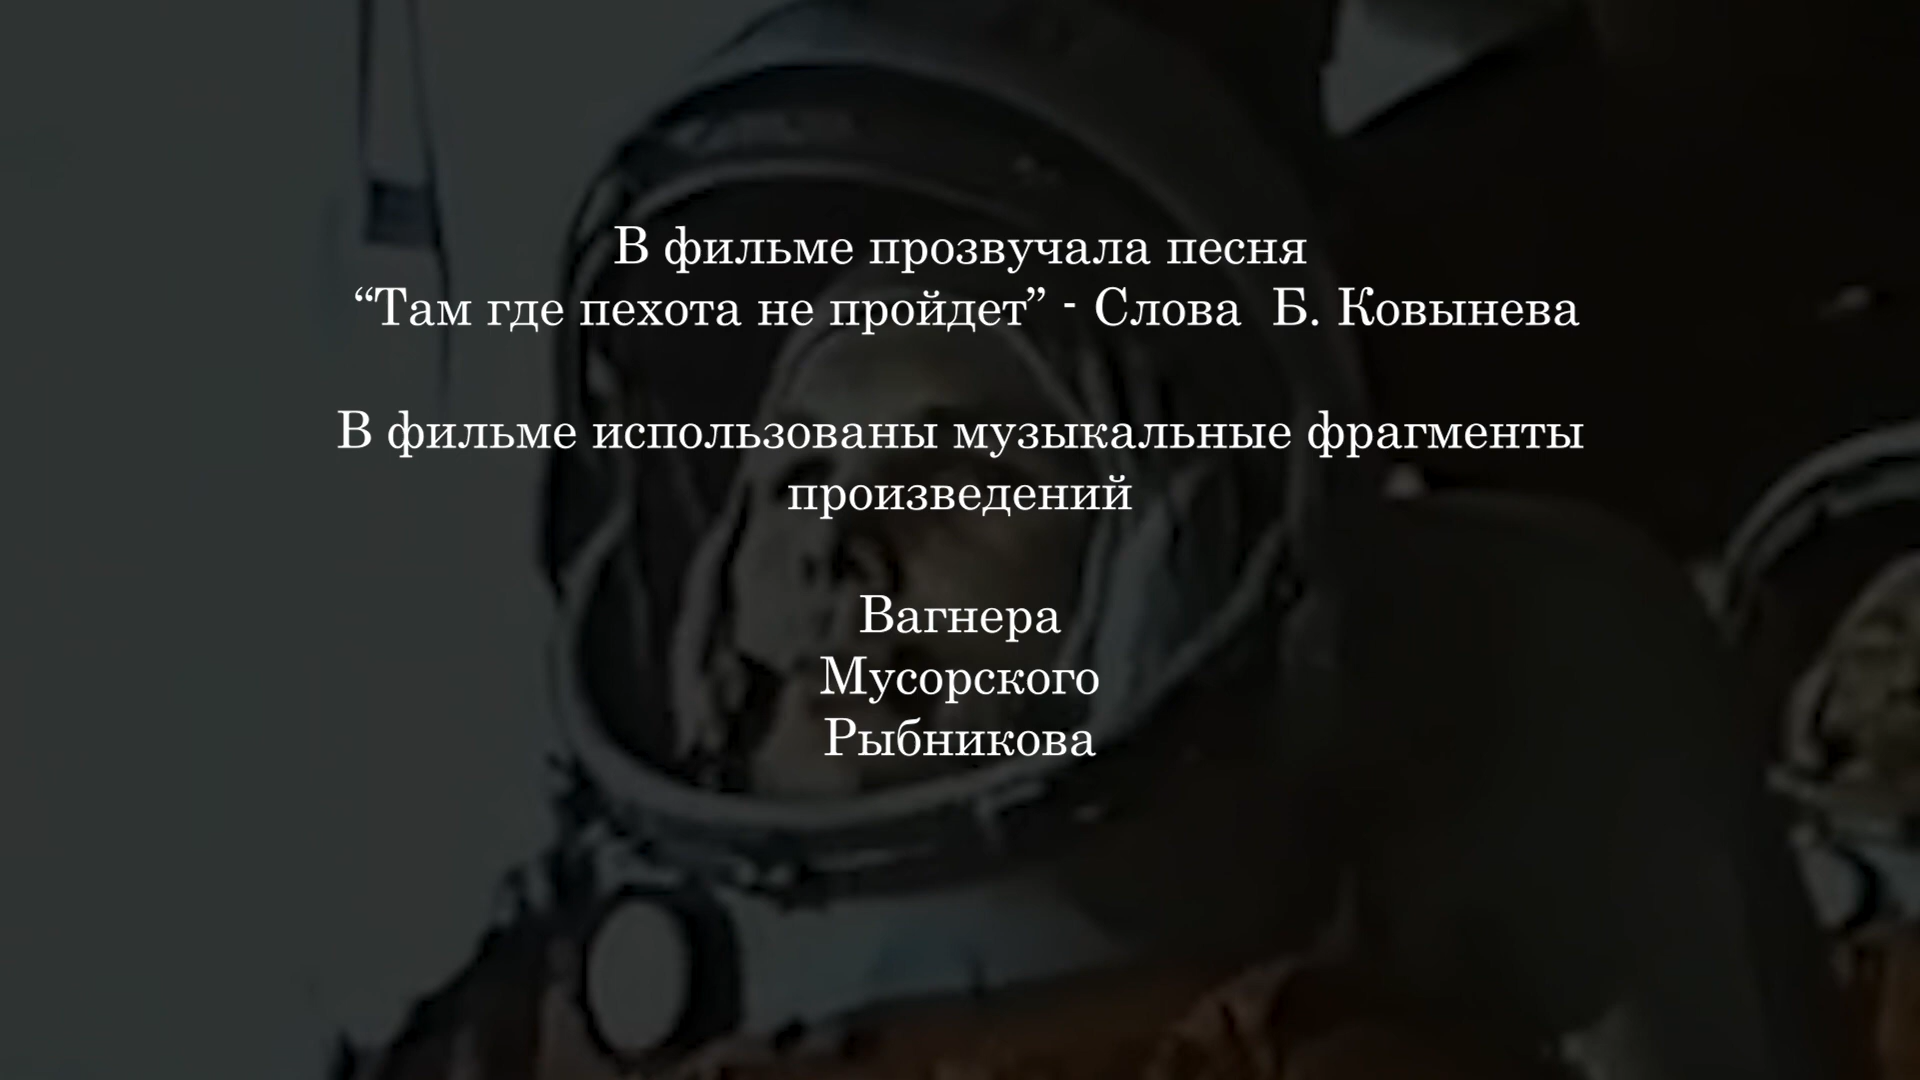 В фильме прозвучала песня
“Там где пехота не пройдет” - Слова  Б. Ковынева
В фильме использованы музыкальные фрагменты
произведений
Вагнера
Мусорского
Рыбникова